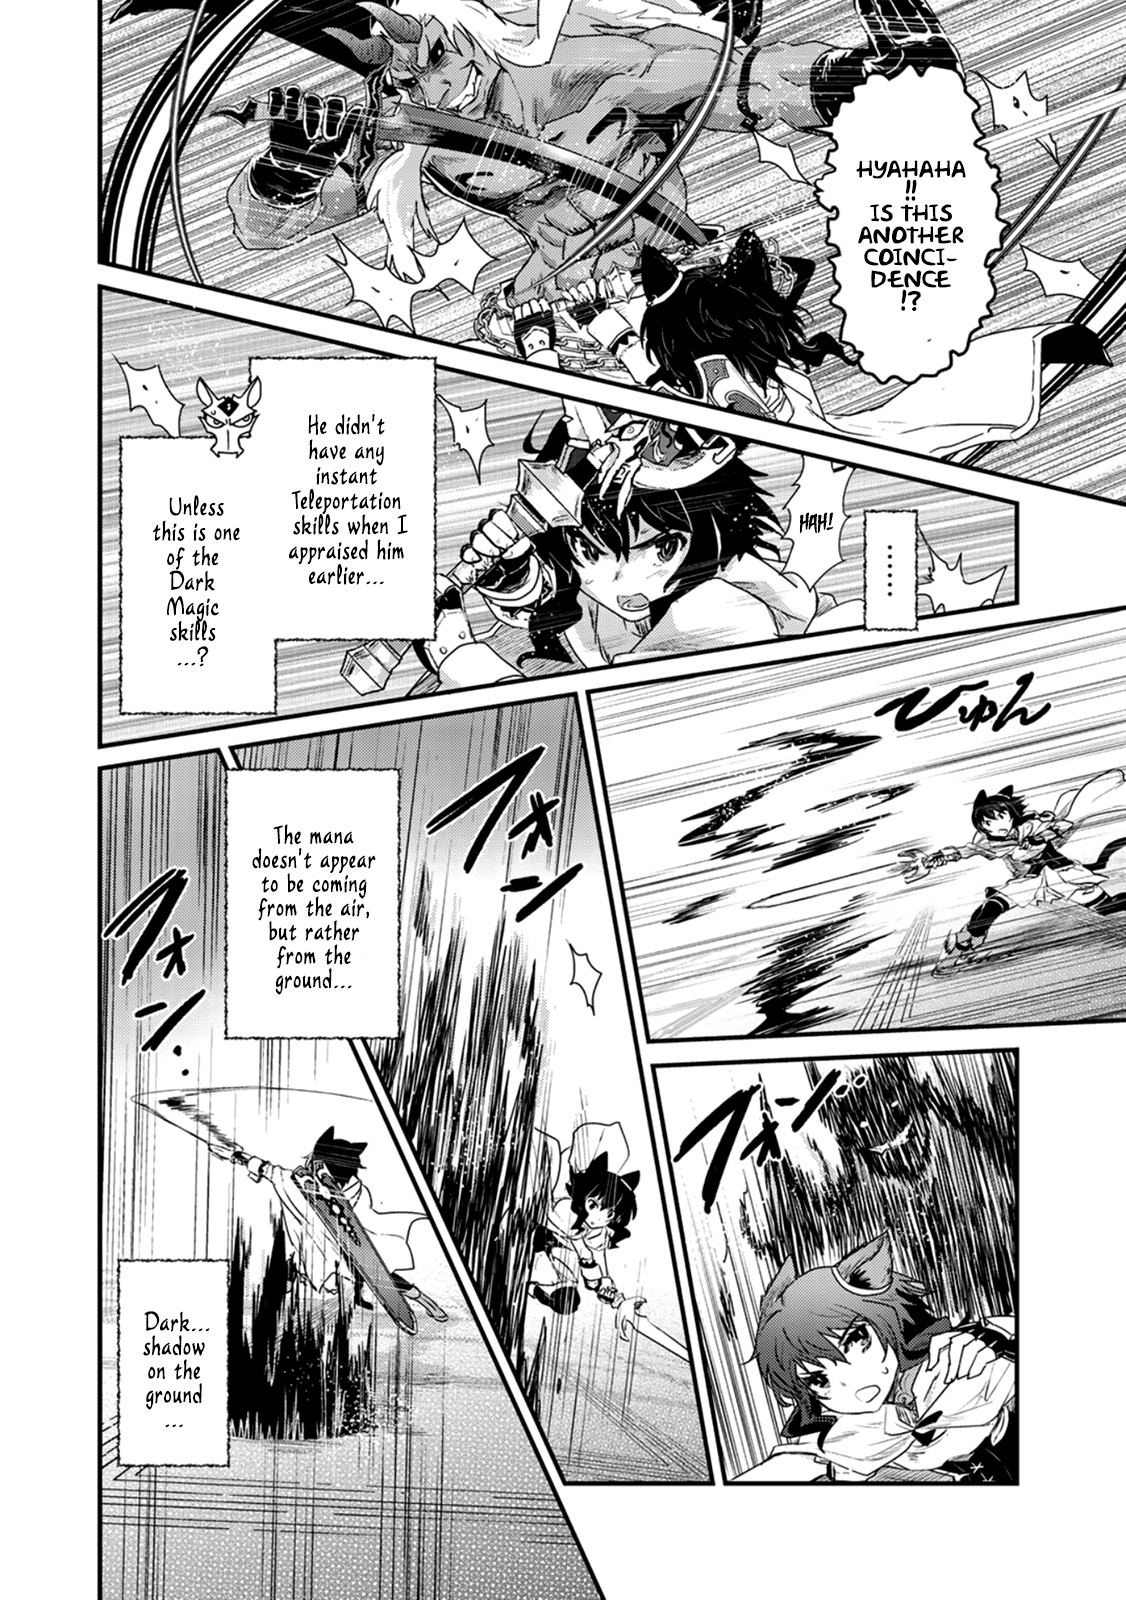 HYAHAHA
!!
IS THIS
ANOTHER
COINCI-
DENCE
!?
HAH!
......
He didn't
have any
instant
Teleportation
skills when I
appraised him
earlier...
Unless
this is one
of the
Dark
Magic
skills
...?
ひゅん
フォン
フォン
フォン...
The mana
doesn't appear
to be coming
from the air,
but rather
from the
ground...
Dark...
shadow
on the
ground
...